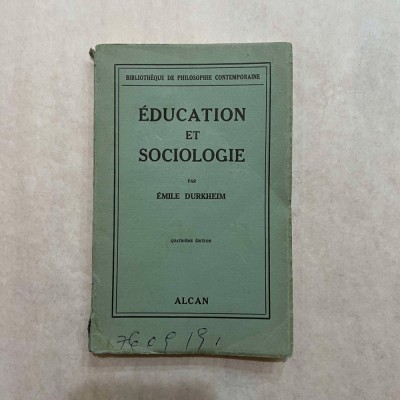 BIBLIOTHÈQUE DE PHILOSOPHIE CONTEMPORAINE
ÉDUCATION
ET
SOCIOLOGIE
PAR
ÉMILE DURKHEIM
QUATRIÈME ÉDITION
ALCAN